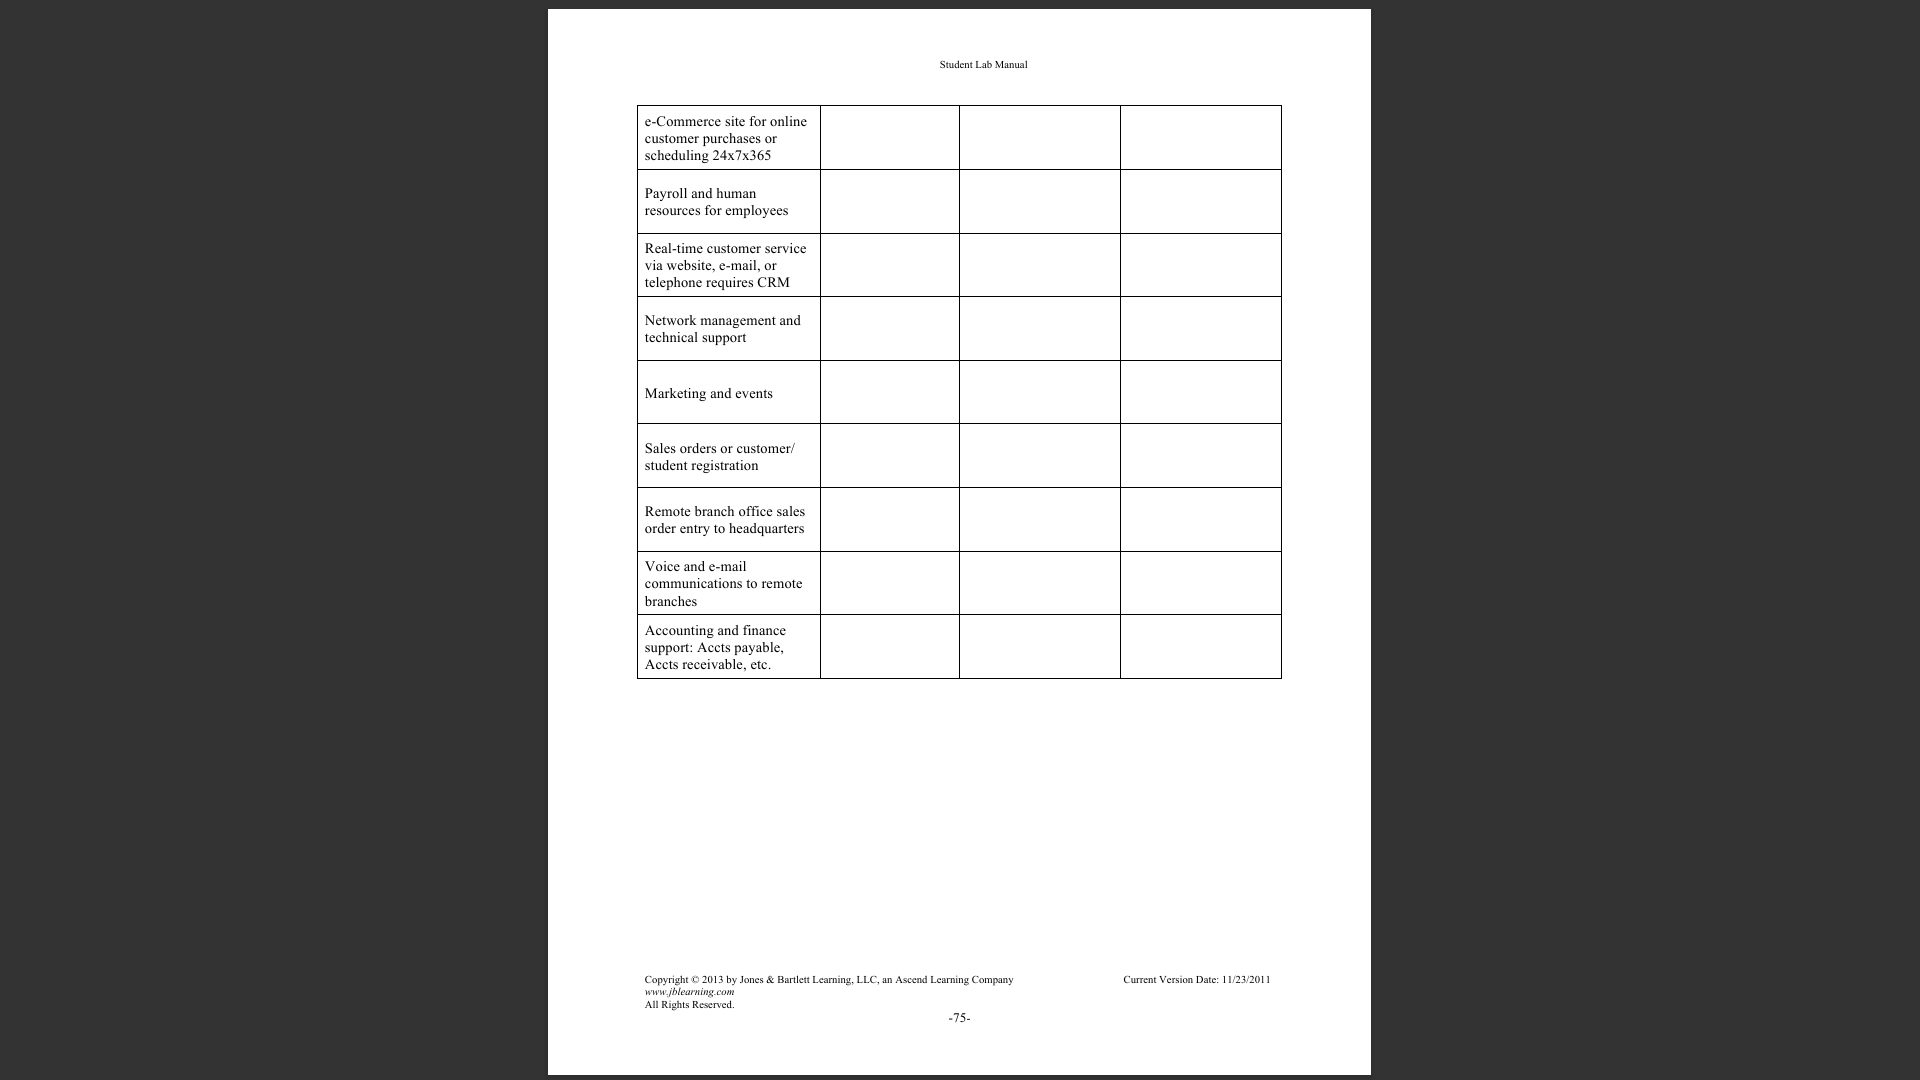 Student Lab Manual
e-Commerce site for online
customer purchases or
scheduling 24x7x365
Payroll and human
resources for employees
Real-time customer service
via website, e-mail, or
telephone requires CRM
Network management and
technical support
Marketing and events
Sales orders or customer/
student registration
Remote branch office sales
order entry to headquarters
Voice and e-mail
communications to remote
branches
Accounting and finance
support: Accts payable,
Accts receivable, etc.
Copyright © 2013 by Jones & Bartlett Learning, LLC, an Ascend Learning Company Current Version Date: 11/23/2011
www.jblearning.com
All Rights Reserved.
-75-